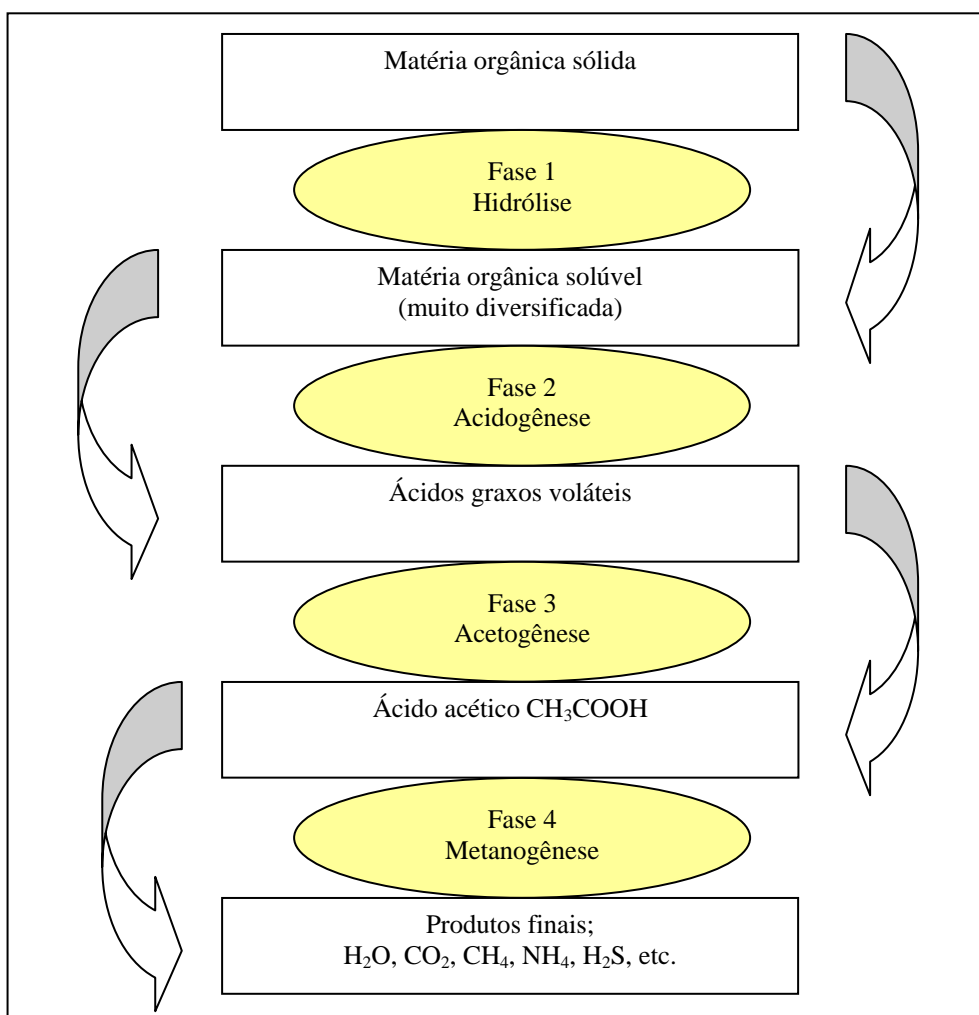 Matéria orgânica sólida
Fase 1
Hidrólise
Matéria orgânica solúvel
(muito diversificada)
Fase 2
Acidogênese
Ácidos graxos voláteis
Fase 3
Acetogênese
Ácido acético CH₃COOH
Fase 4
Metanogênese
Produtos finais;
H₂O, CO₂, CH₄, NH₄, H₂S, etc.